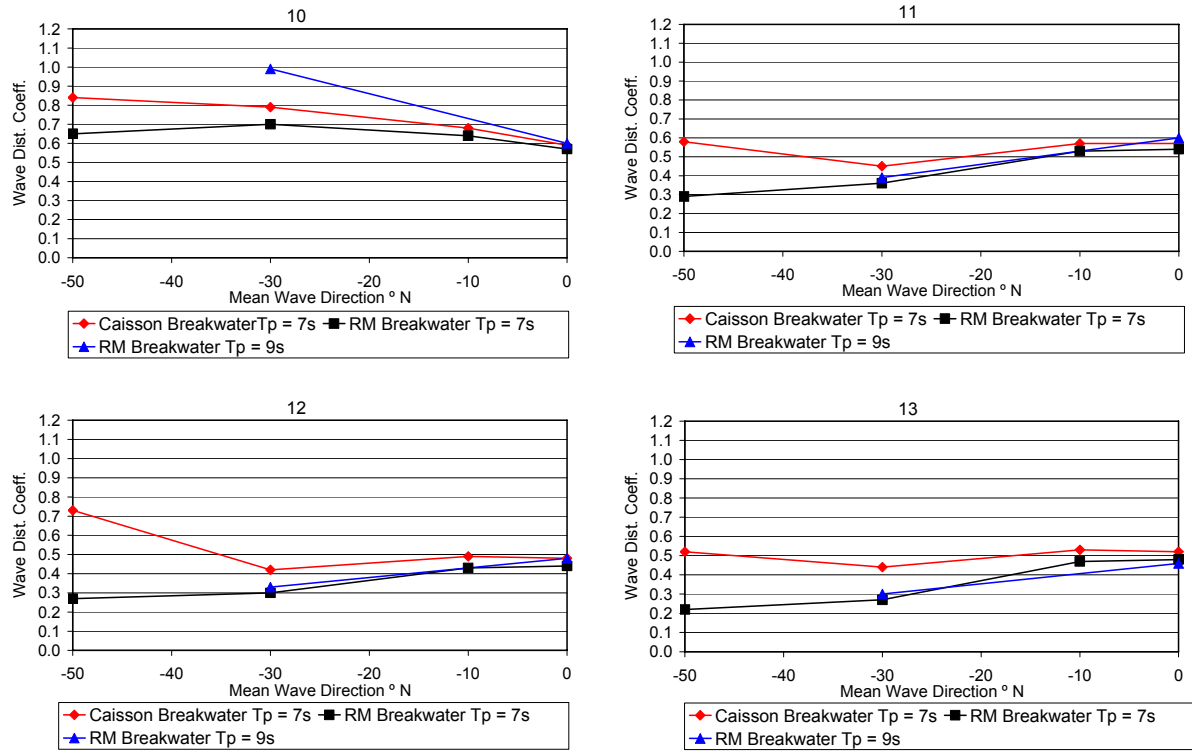 10
1.2
1.1
1.0
0.9
0.8
0.7
0.6
0.5
0.4
0.3
0.2
0.1
0.0
Wave Dist. Coeff.
-50 -40 -30 -20 -10 0
Mean Wave Direction º N
Caisson BreakwaterTp = 7s RM Breakwater Tp = 7s
RM Breakwater Tp = 9s
11
1.2
1.1
1.0
0.9
0.8
0.7
0.6
0.5
0.4
0.3
0.2
0.1
0.0
Wave Dist. Coeff.
-50 -40 -30 -20 -10 0
Mean Wave Direction º N
Caisson Breakwater Tp = 7s RM Breakwater Tp = 7s
RM Breakwater Tp = 9s
12
1.2
1.1
1.0
0.9
0.8
0.7
0.6
0.5
0.4
0.3
0.2
0.1
0.0
Wave Dist. Coeff.
-50 -40 -30 -20 -10 0
Mean Wave Direction º N
Caisson Breakwater Tp = 7s RM Breakwater Tp = 7s
RM Breakwater Tp = 9s
13
1.2
1.1
1.0
0.9
0.8
0.7
0.6
0.5
0.4
0.3
0.2
0.1
0.0
Wave Dist. Coeff.
-50 -40 -30 -20 -10 0
Mean Wave Direction º N
Caisson Breakwater Tp = 7s RM Breakwater Tp = 7s
RM Breakwater Tp = 9s